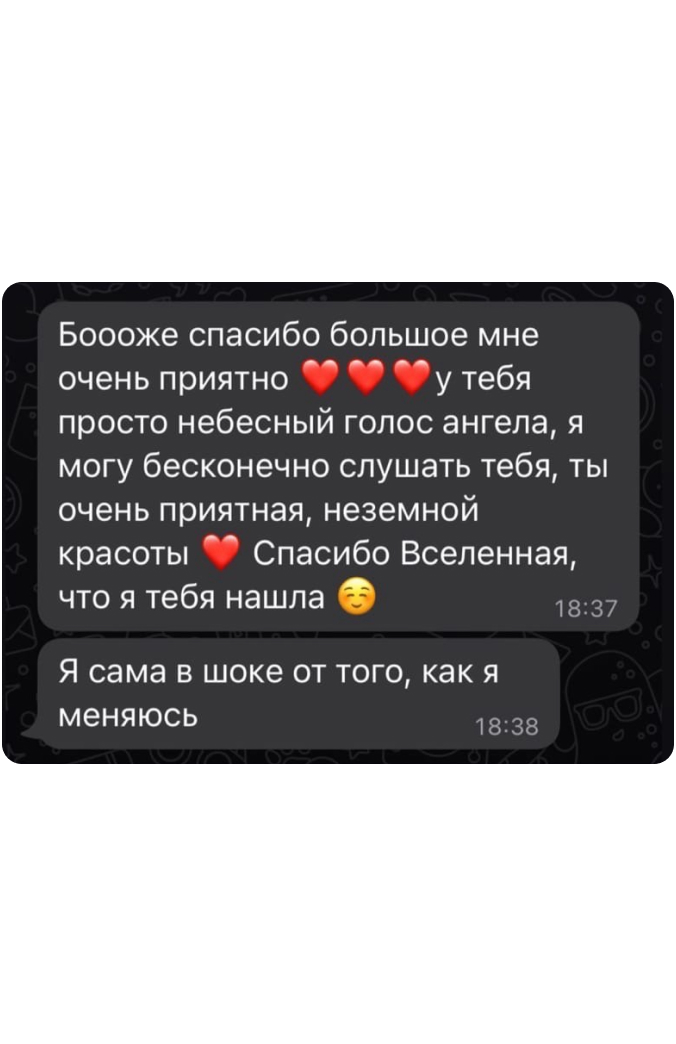 Боооже спасибо большое мне
очень приятно ❤️❤️❤️у тебя
просто небесный голос ангела, я
могу бесконечно слушать тебя, ты
очень приятная, неземной
красоты ❤️ Спасибо Вселенная,
что я тебя нашла ☺️
18:37
Я сама в шоке от того, как я
меняюсь
18:38